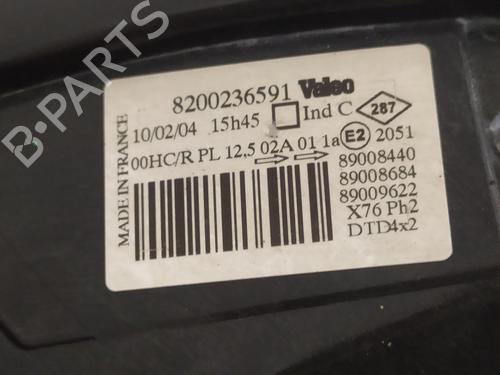 8200236591 Valeo
10/02/04 15h45 Ind C 287
00HC/R PL 12,5 02A 01 1a E2 2051
89008440
89008684
89009622
X76 Ph2
DTD4x2
MADE IN FRANCE
B-PARTS